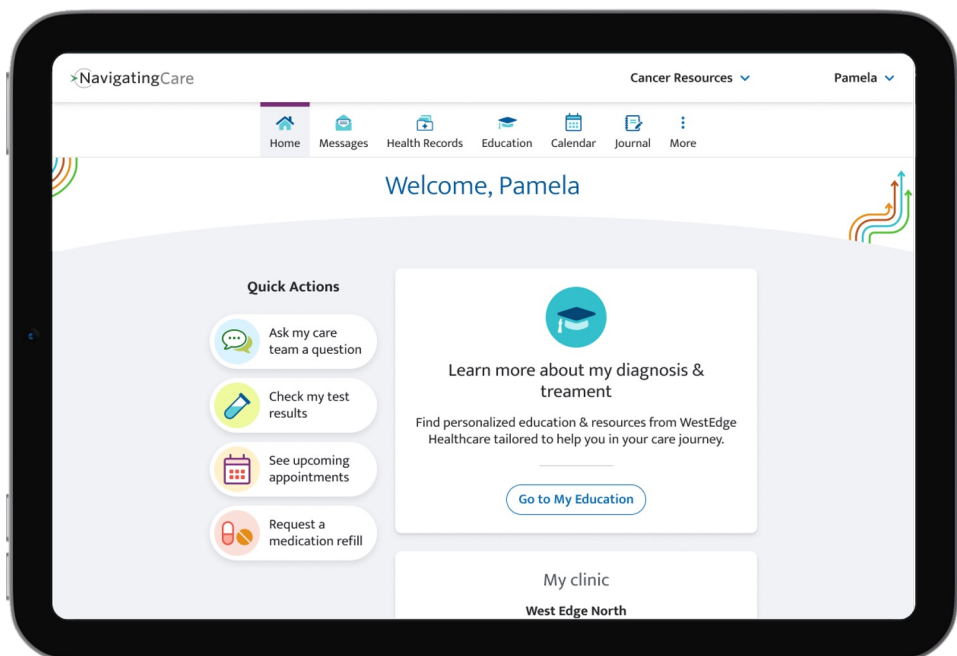 NavigatingCare
Cancer Resources
Pamela
Home
Messages
Health Records
Education
Calendar
Journal
More
Welcome, Pamela
Quick Actions
Ask my care
team a question
Check my test
results
See upcoming
appointments
Request a
medication refill
Learn more about my diagnosis &
treament
Find personalized education & resources from WestEdge
Healthcare tailored to help you in your care journey.
Go to My Education
My clinic
West Edge North